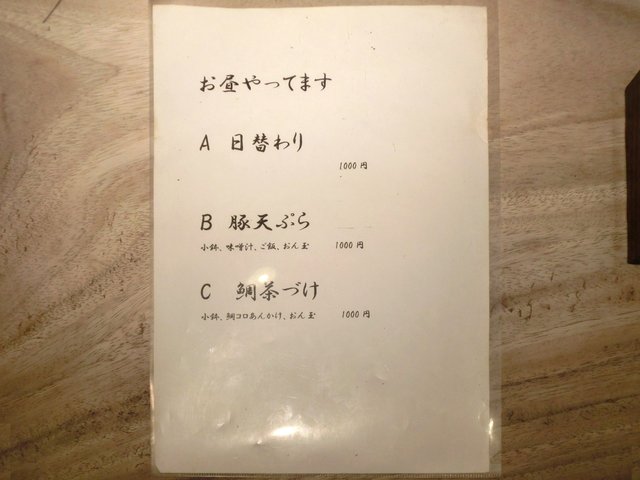 お昼やってます
A 日替わり
1000円
B 豚天ぷら
小鉢、味噌汁、ご飯、おん玉 1000円
C 鯛茶づけ
小鉢、鯛コロあんかけ、おん玉 1000円